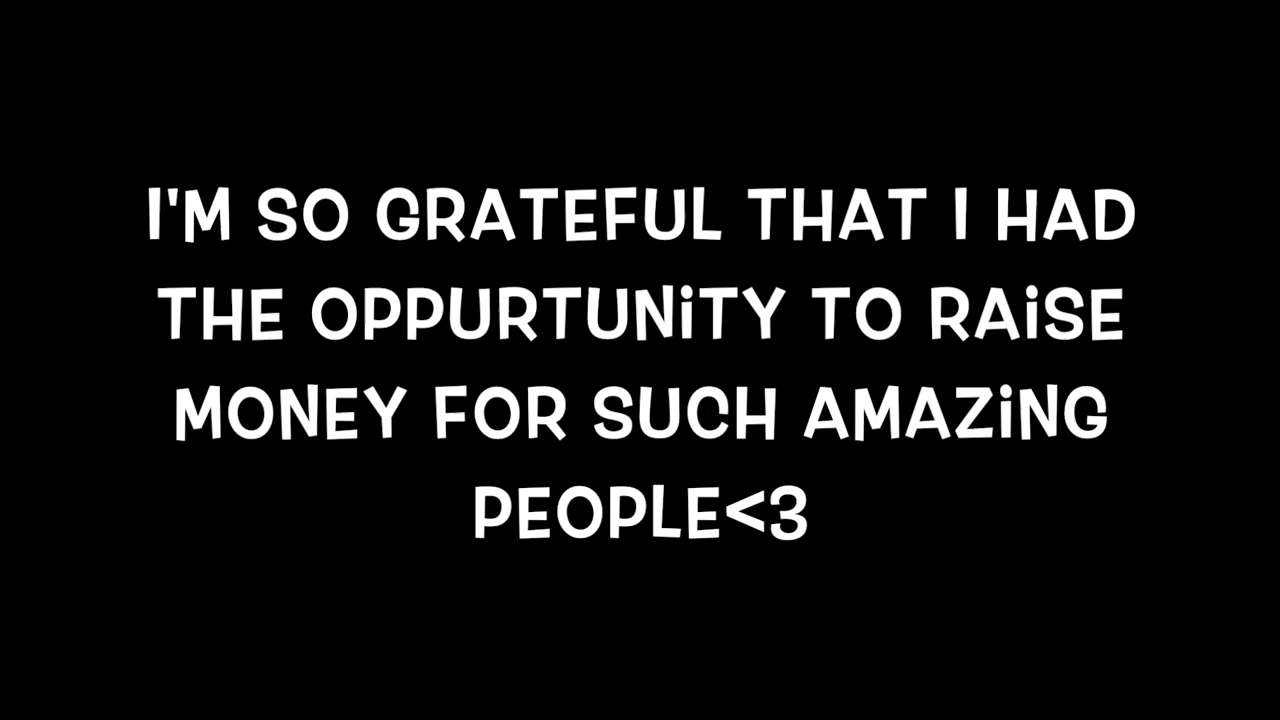 I'M SO GRATEFUL THAT I HAD
THE OPPURTUNiTY TO RAiSE
MONEY FOR SUCH AMAZiNG
PEOPLE<3